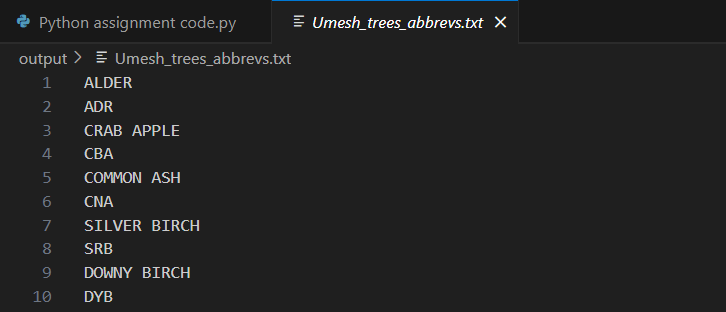 Python assignment code.py
Umesh_trees_abbrevs.txt
output > Umesh_trees_abbrevs.txt
1 ALDER
2 ADR
3 CRAB APPLE
4 CBA
5 COMMON ASH
6 CNA
7 SILVER BIRCH
8 SRB
9 DOWNY BIRCH
10 DYB